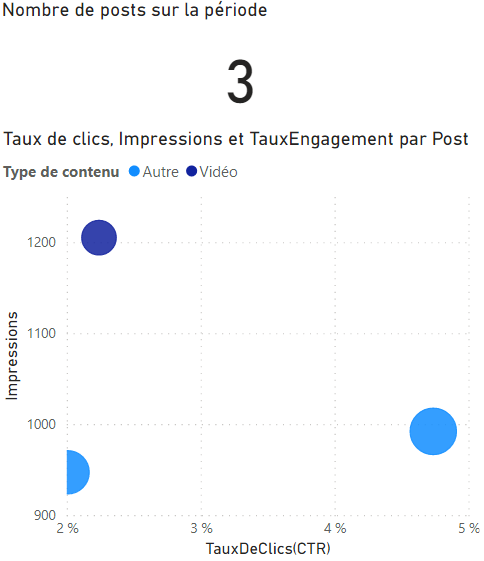 Nombre de posts sur la période
3
Taux de clics, Impressions et TauxEngagement par Post
Type de contenu Autre Vidéo
1200
1100
1000
900
Impressions
2 % 3 % 4 % 5 %
TauxDeClics(CTR)